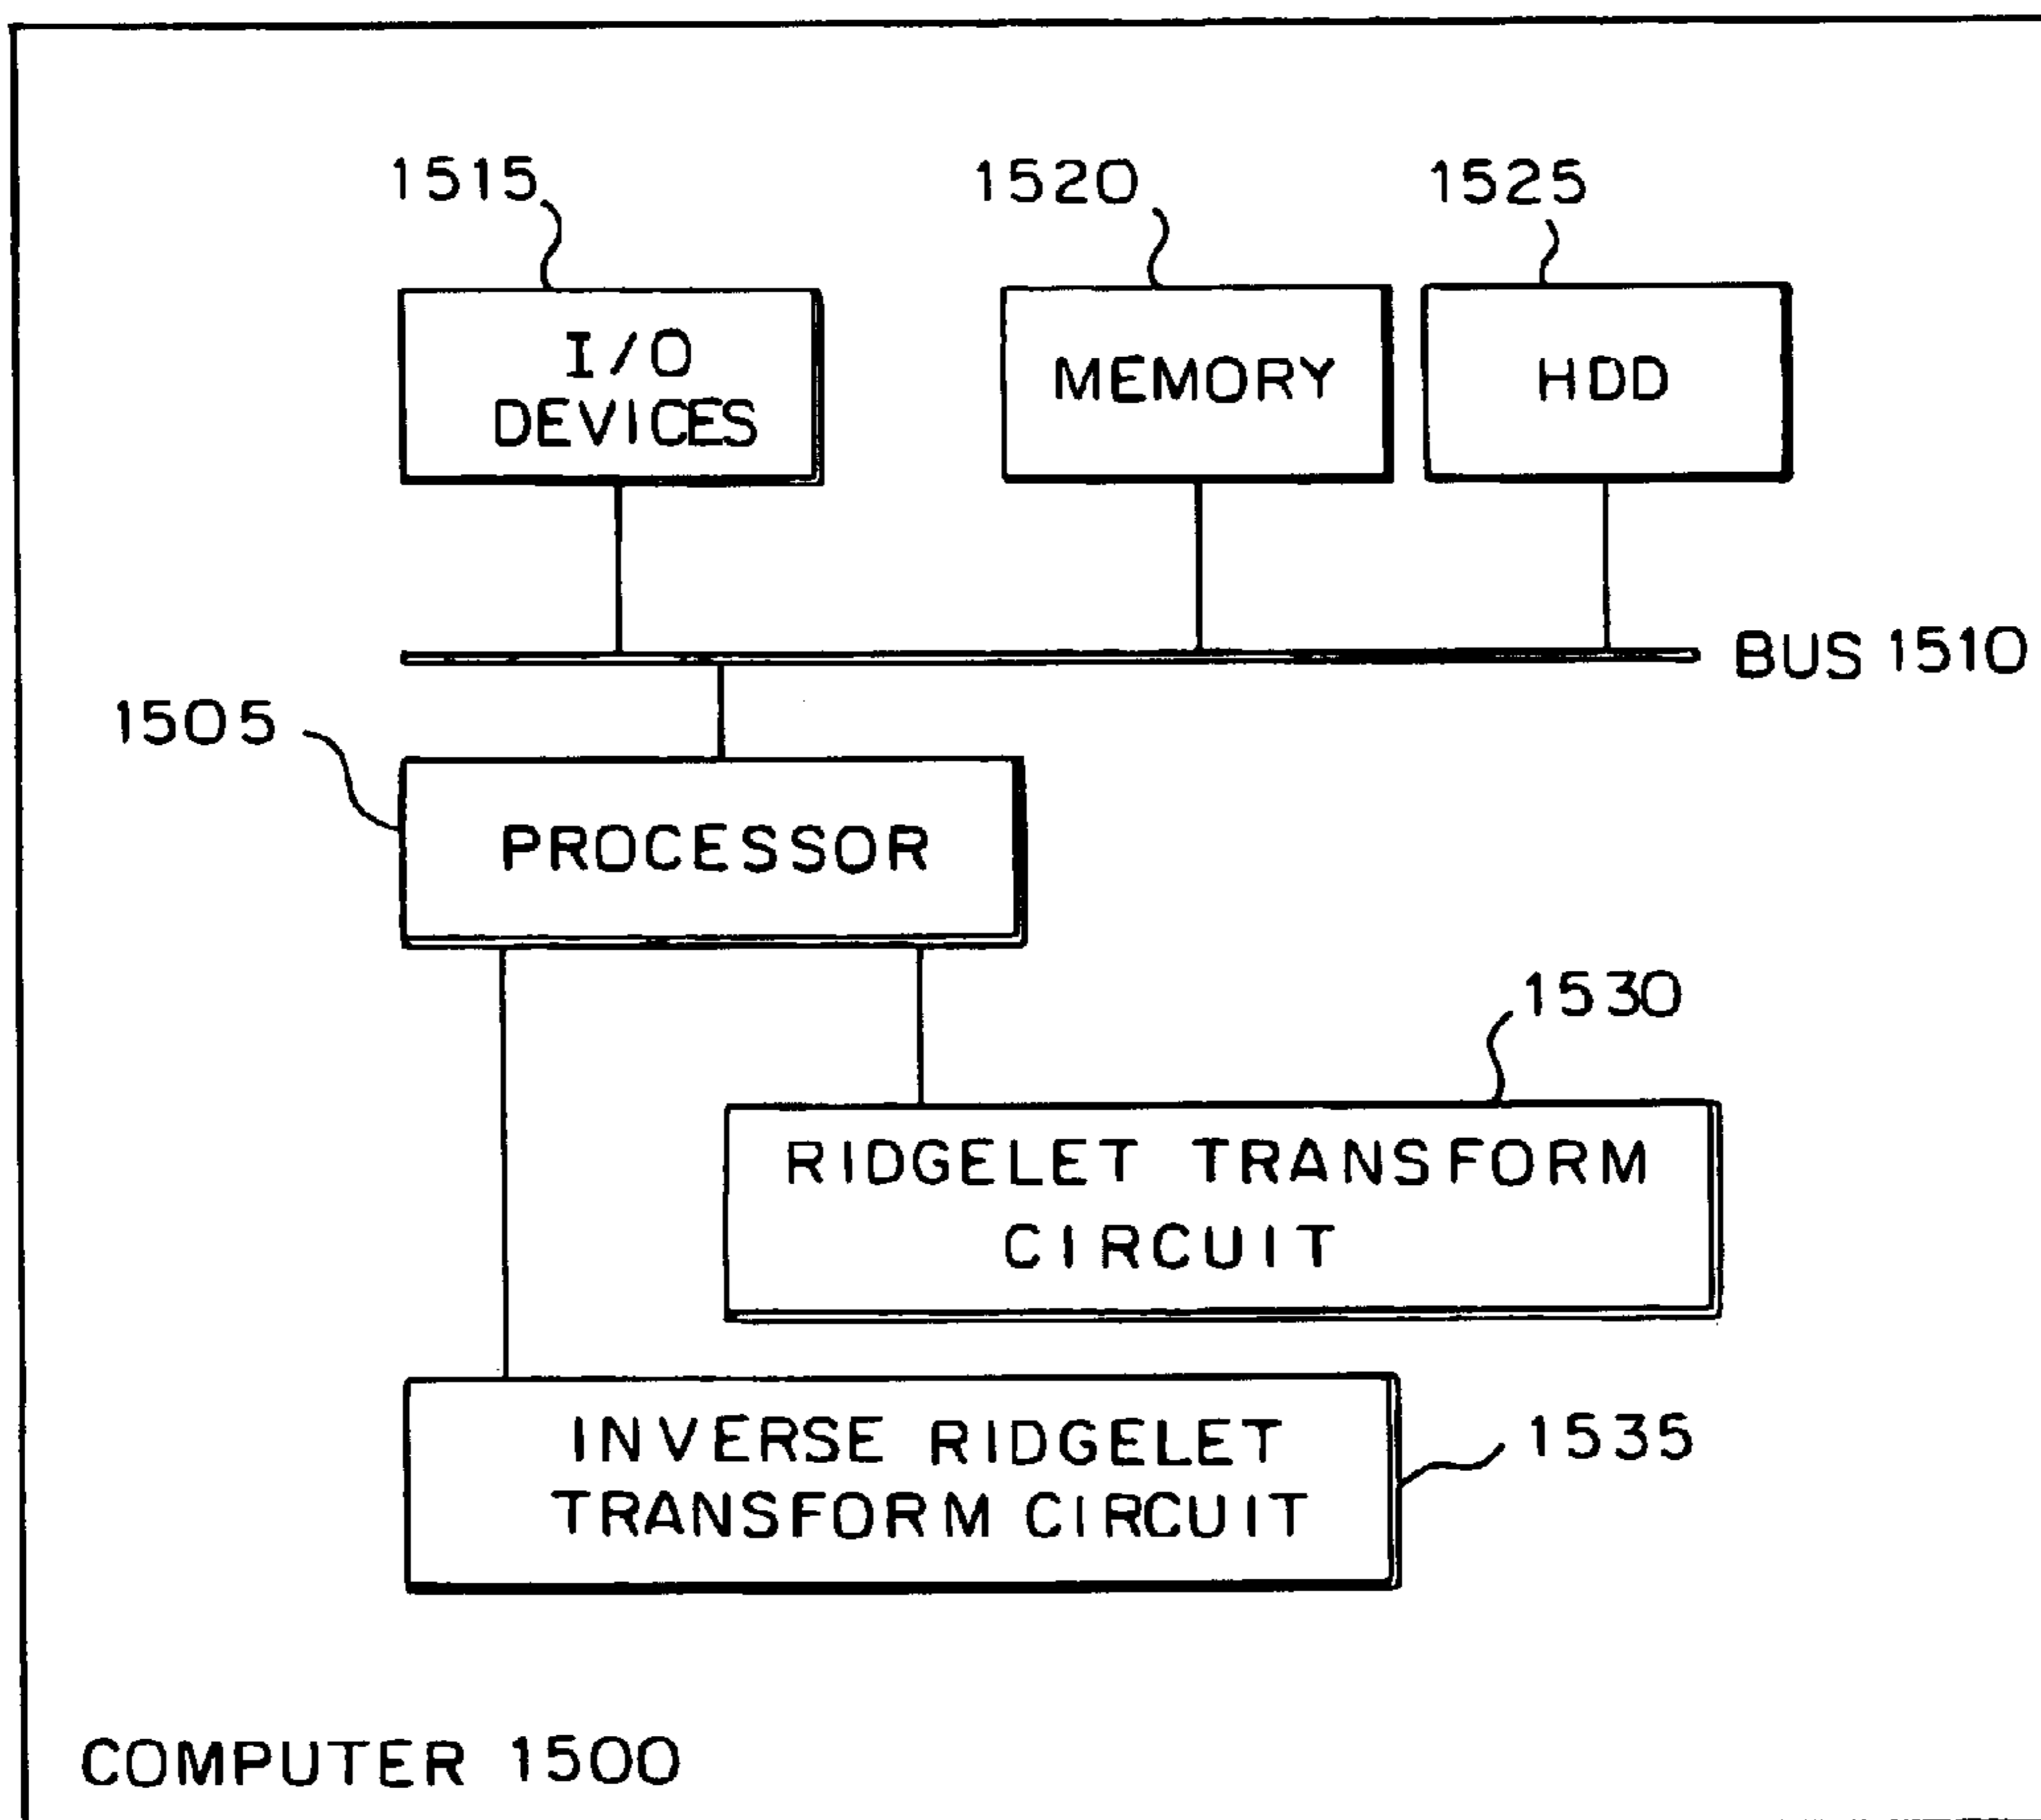 1515
1520
1525
I/O
DEVICES
MEMORY
HDD
BUS 1510
1505
PROCESSOR
1530
RIDGELET TRANSFORM
CIRCUIT
INVERSE RIDGELET
TRANSFORM CIRCUIT
1535
COMPUTER 1500